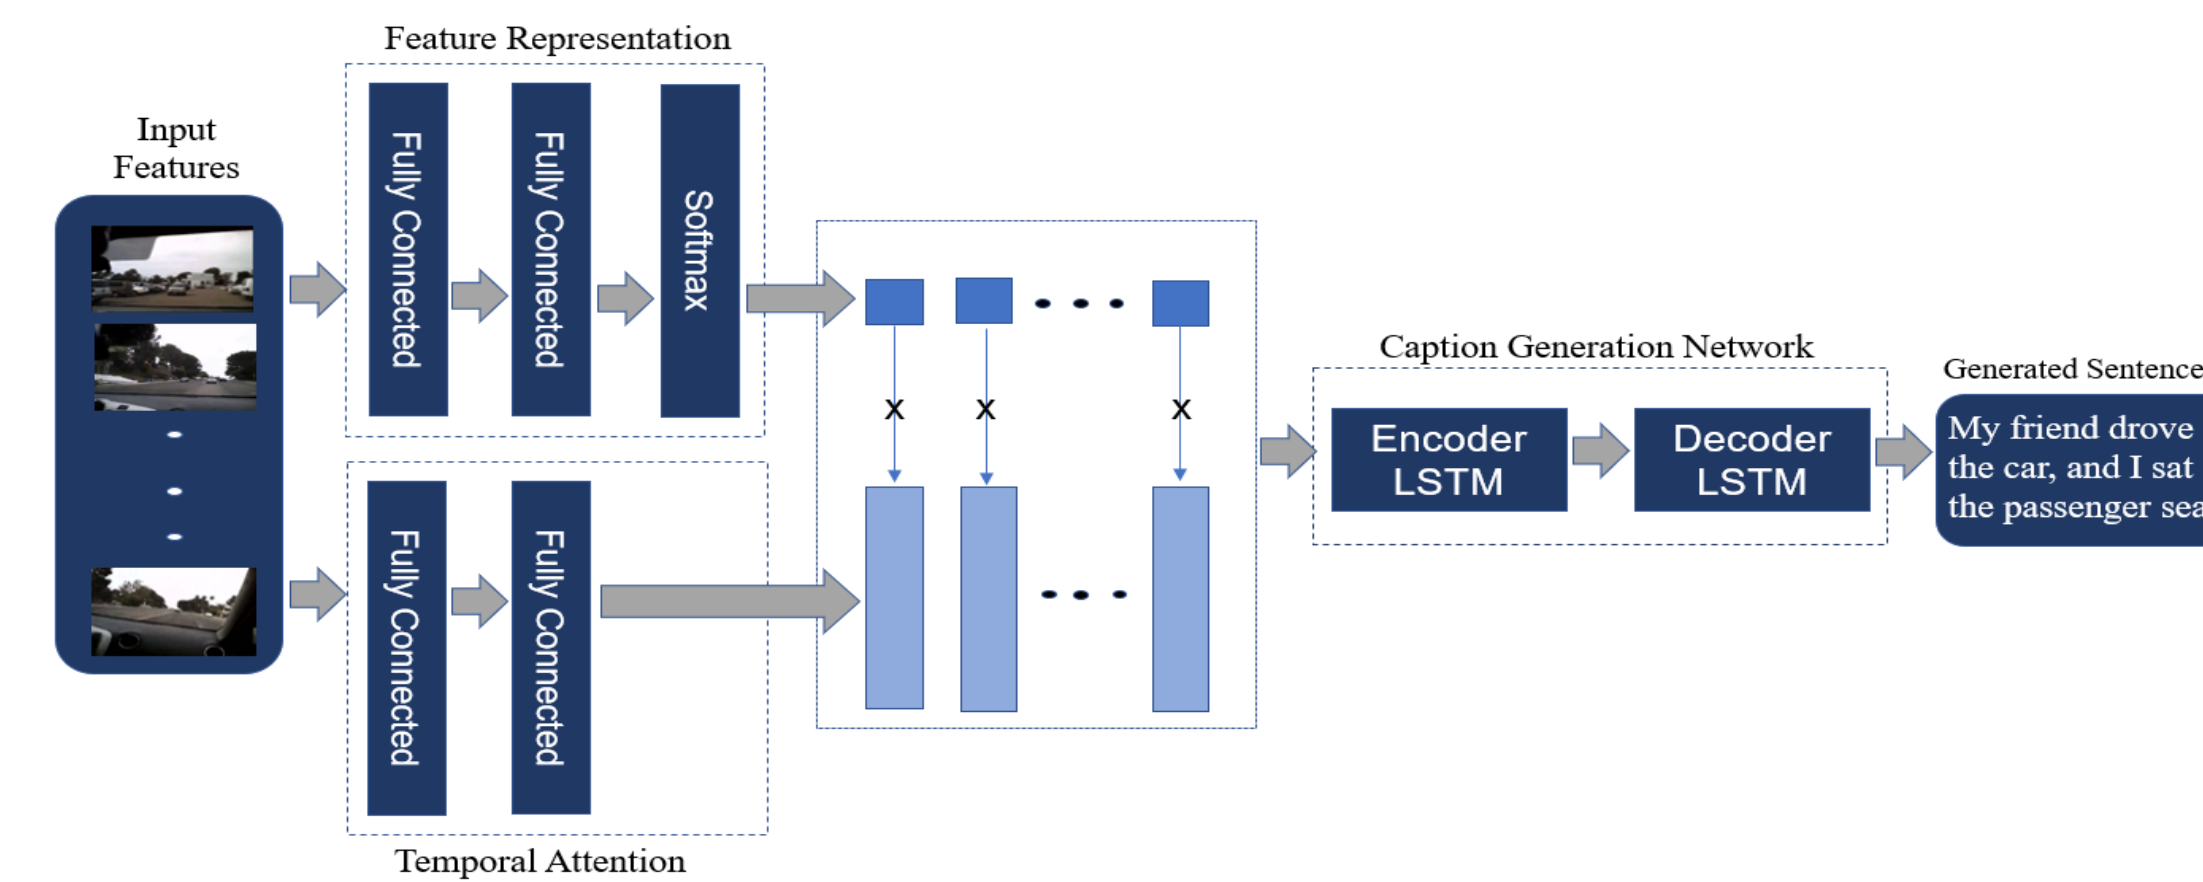 Feature Representation
Input
Features
Fully Connected
Fully Connected
Softmax
x
x
x
Fully Connected
Fully Connected
Temporal Attention
Caption Generation Network
Encoder
LSTM
Decoder
LSTM
Generated Sentence
My friend drove
the car, and I sat
the passenger